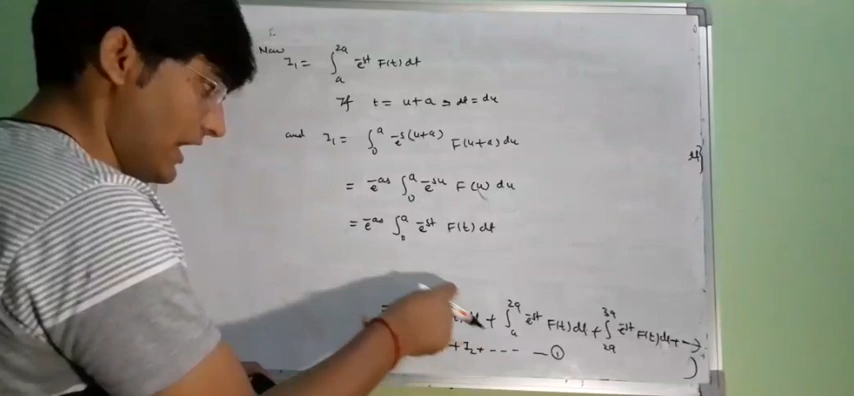 Now
I₁ = ∫ₐ²ᵃ e⁻ˢᵗ F(t) dt
If t = u+a ⇒ dt = du
and I₁ = ∫₀ᵃ e⁻ˢ⁽ᵘ⁺ᵃ⁾ F(u+a) du
= e⁻ᵃˢ ∫₀ᵃ e⁻ˢᵘ F(u) du
= e⁻ᵃˢ ∫₀ᵃ e⁻ˢᵗ F(t) dt
= + ∫ₐ²ᵃ e⁻ˢᵗ F(t) dt + ∫₂ₐ³ᵃ e⁻ˢᵗ F(t) dt + →
+ I₂ + ---- — ①